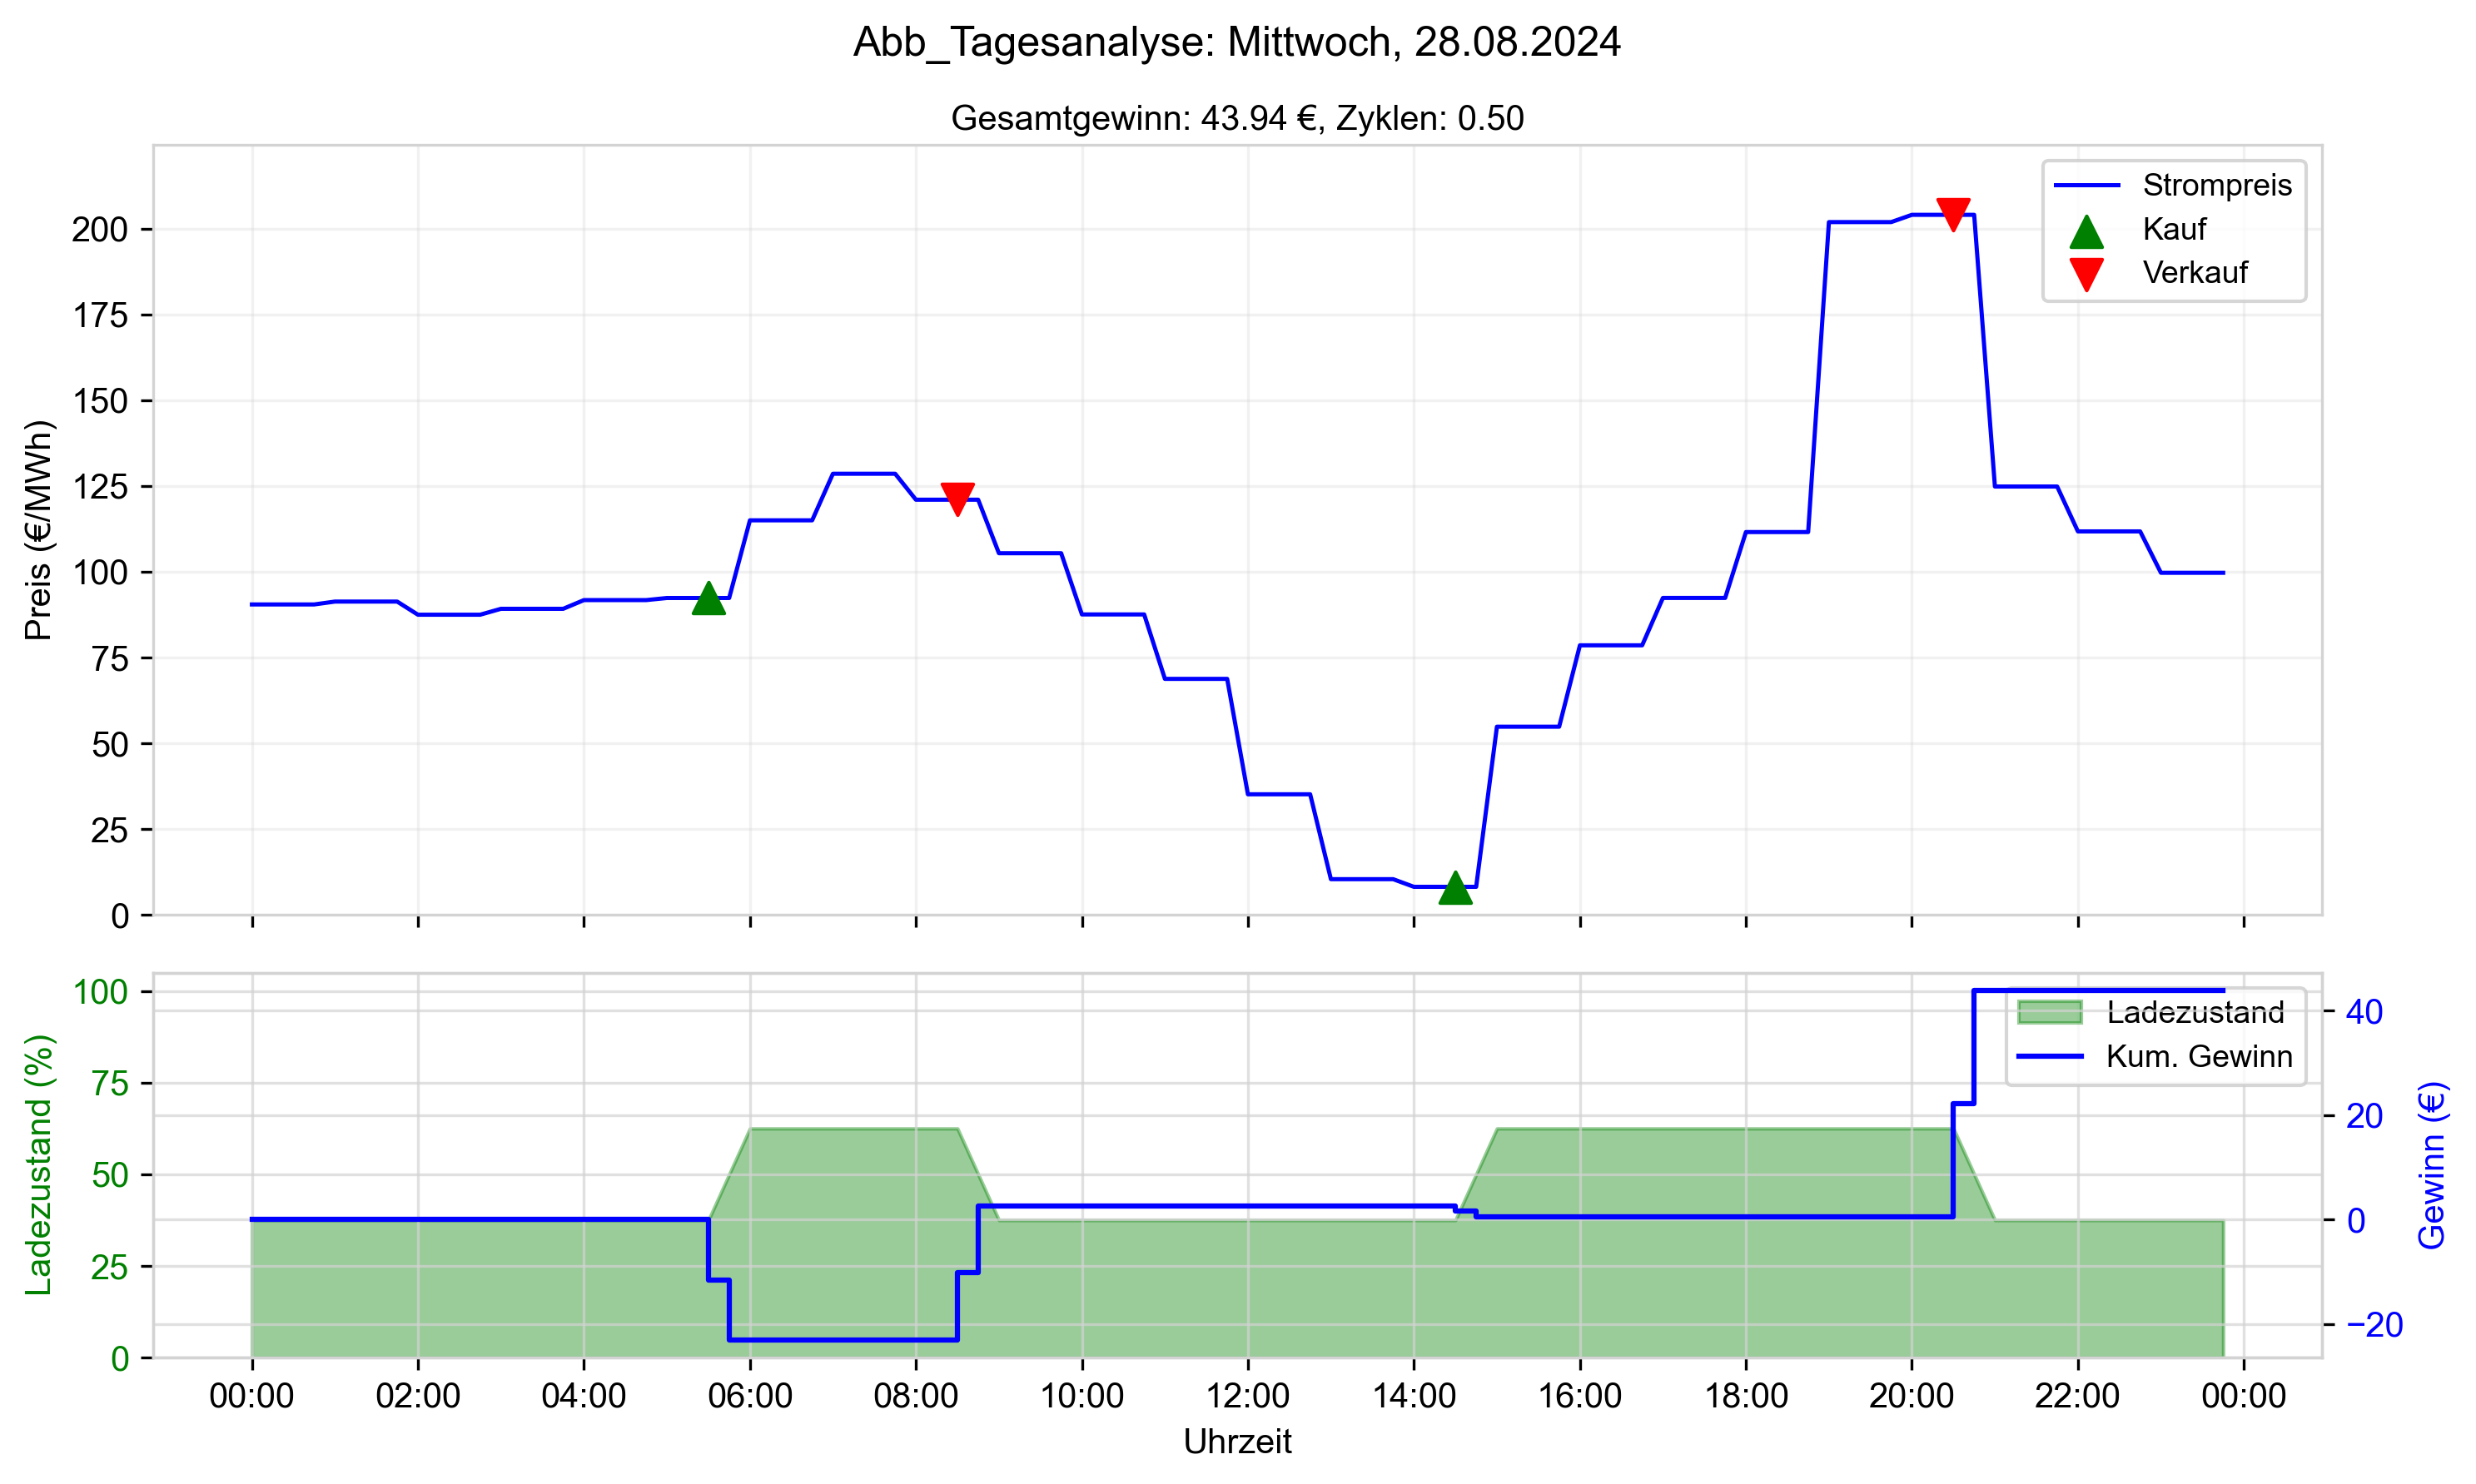 Abb_Tagesanalyse: Mittwoch, 28.08.2024
Gesamtgewinn: 43.94 €, Zyklen: 0.50
Preis (€/MWh)
200
175
150
125
100
75
50
25
0
Strompreis
Kauf
Verkauf
Ladezustand (%)
100
75
50
25
0
Ladezustand
Kum. Gewinn
40
20
0
−20
Gewinn (€)
00:00 02:00 04:00 06:00 08:00 10:00 12:00 14:00 16:00 18:00 20:00 22:00 00:00
Uhrzeit